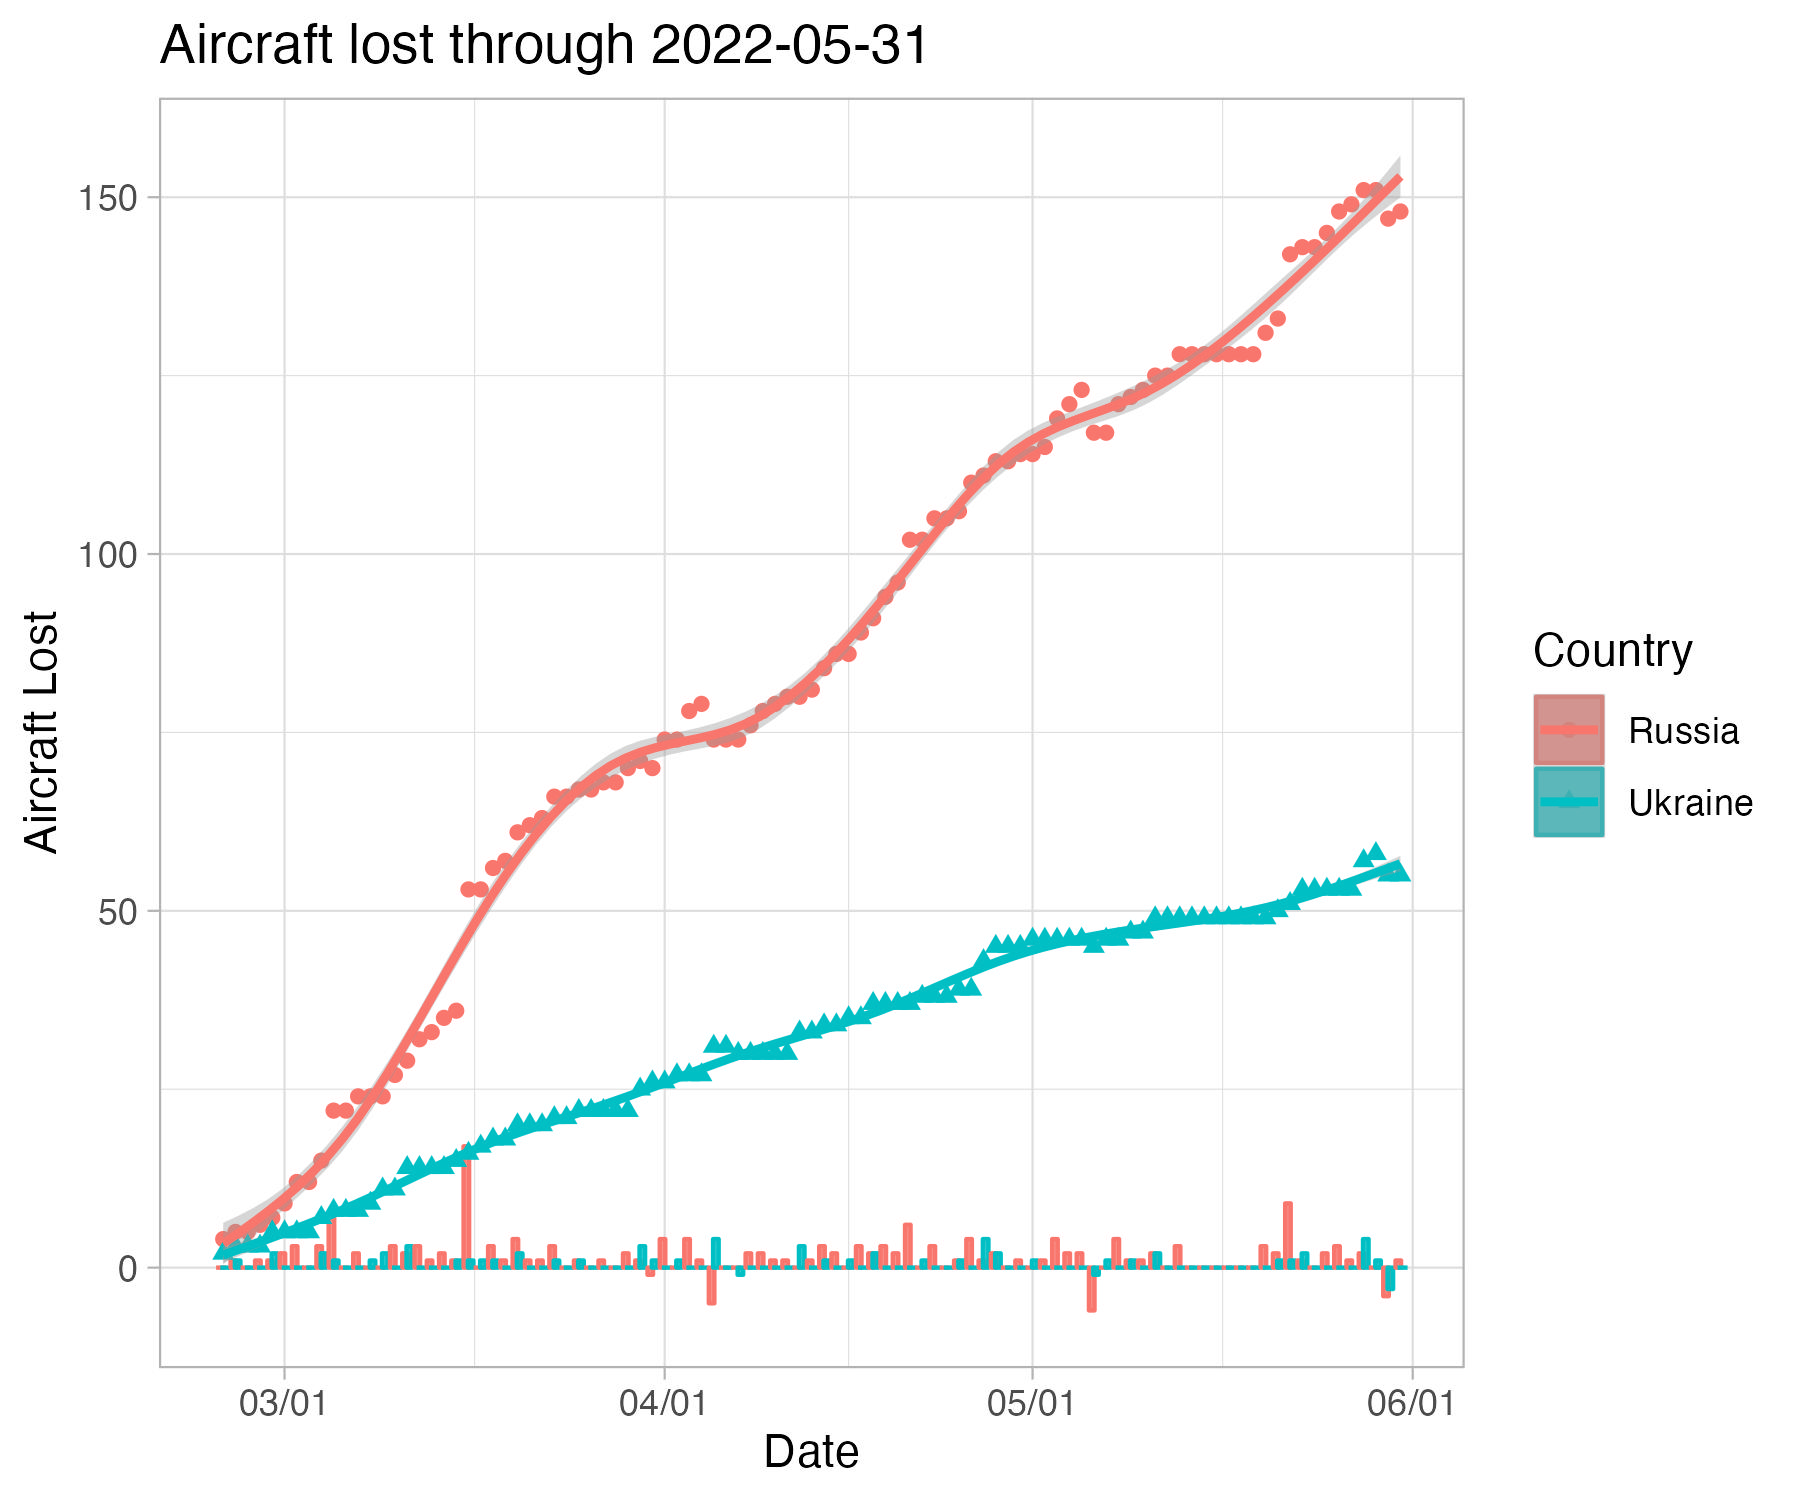 Aircraft lost through 2022-05-31
Aircraft Lost
150
100
50
0
03/01
04/01
05/01
06/01
Date
Country
Russia
Ukraine